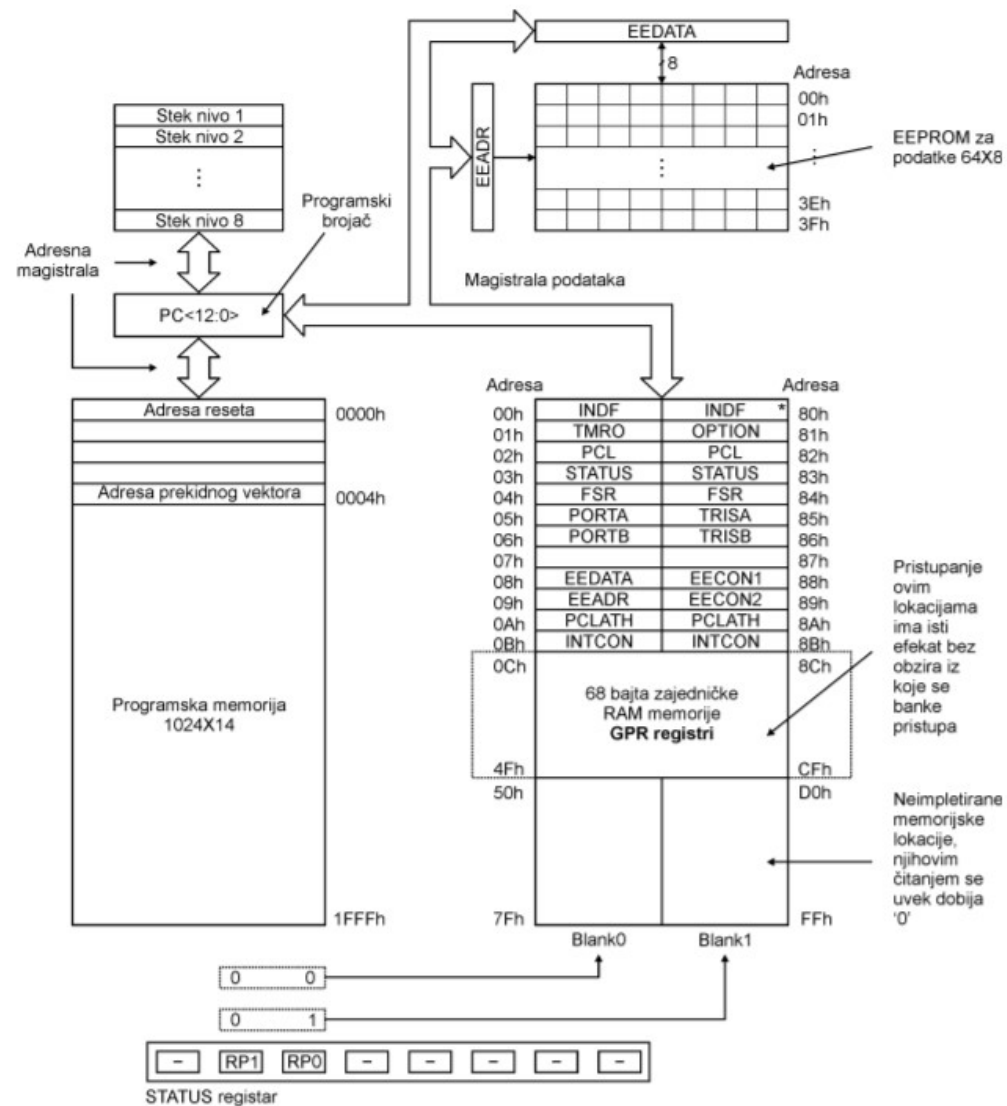 EEDATA
8
Adresa
00h
01h
⋮
3Eh
3Fh
EEADR
⋮
EEPROM za
podatke 64X8
Stek nivo 1
Stek nivo 2
⋮
Stek nivo 8
Programski
brojač
Adresna
magistrala
PC<12:0>
Magistrala podataka
Adresa reseta
0000h
Adresa prekidnog vektora
0004h
Programska memorija
1024X14
1FFFh
Adresa
Adresa
00h INDF INDF * 80h
01h TMRO OPTION 81h
02h PCL PCL 82h
03h STATUS STATUS 83h
04h FSR FSR 84h
05h PORTA TRISA 85h
06h PORTB TRISB 86h
07h 87h
08h EEDATA EECON1 88h
09h EEADR EECON2 89h
0Ah PCLATH PCLATH 8Ah
0Bh INTCON INTCON 8Bh
0Ch 8Ch
68 bajta zajedničke
RAM memorije
GPR registri
4Fh CFh
50h D0h
7Fh FFh
Blank0 Blank1
Pristupanje
ovim
lokacijama
ima isti
efekat bez
obzira iz
koje se
banke
pristupa
Neimpletirane
memorijske
lokacije,
njihovim
čitanjem se
uvek dobija
‘0’
0 0
0 1
– RP1 RP0 – – – – –
STATUS registar